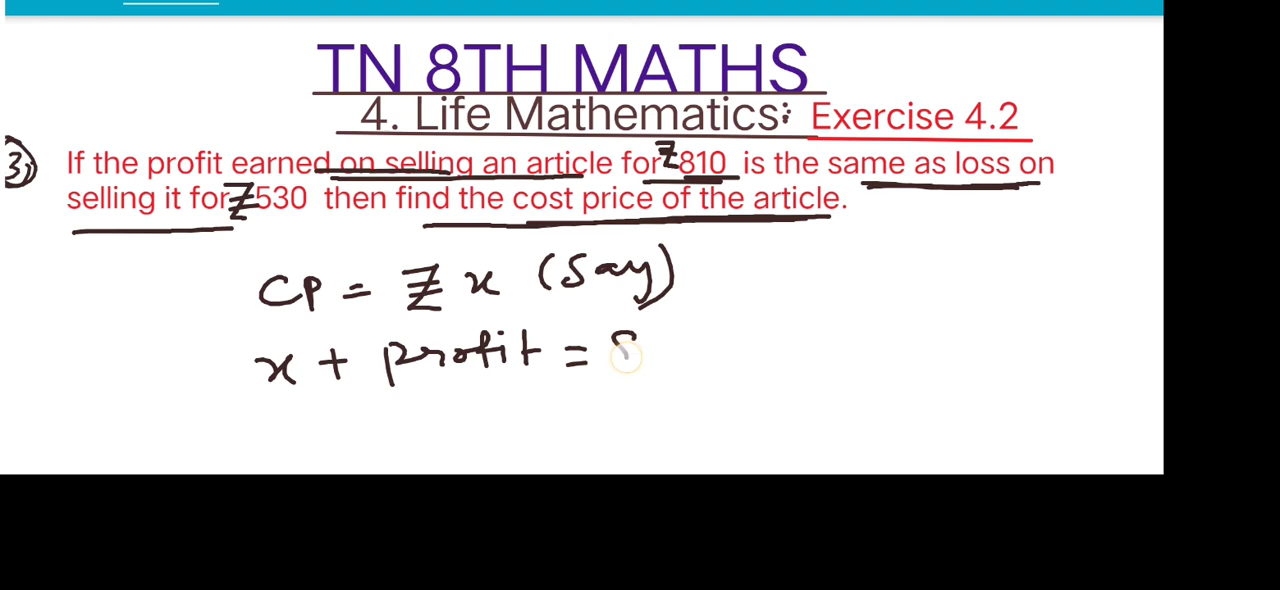 TN 8TH MATHS
4. Life Mathematics: Exercise 4.2
3) If the profit earned on selling an article for ₹810 is the same as loss on
selling it for ₹530 then find the cost price of the article.
CP = ₹ x (Say)
x + profit = 8